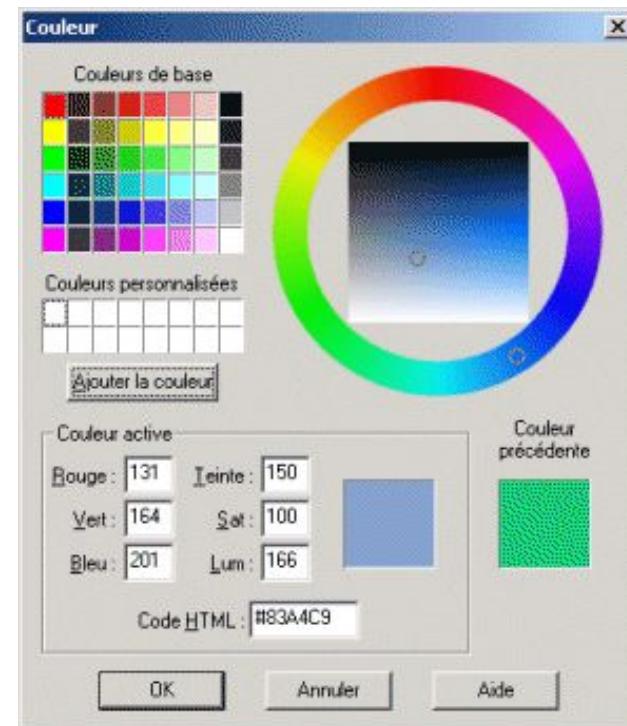 Couleur
Couleurs de base
Couleurs personnalisées
Ajouter la couleur
Couleur active
Couleur
précédente
Rouge : 131 Teinte : 150
Vert : 164 Sat : 100
Bleu : 201 Lum : 166
Code HTML : #83A4C9
OK Annuler Aide